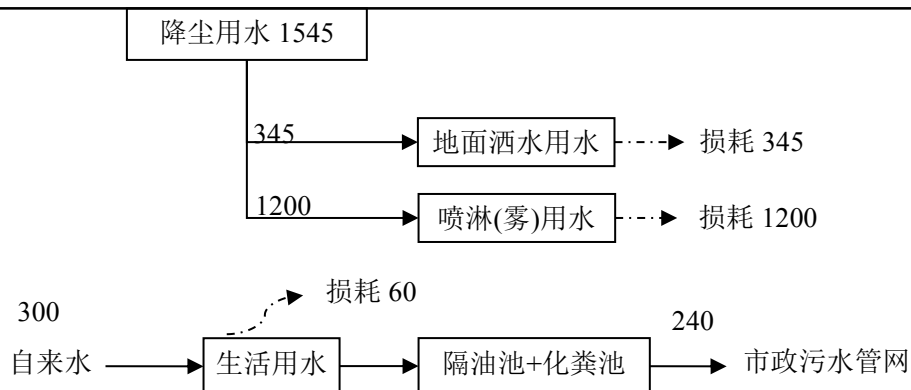 降尘用水 1545
345
地面洒水用水
损耗 345
1200
喷淋(雾)用水
损耗 1200
损耗 60
300
240
自来水
生活用水
隔油池+化粪池
市政污水管网